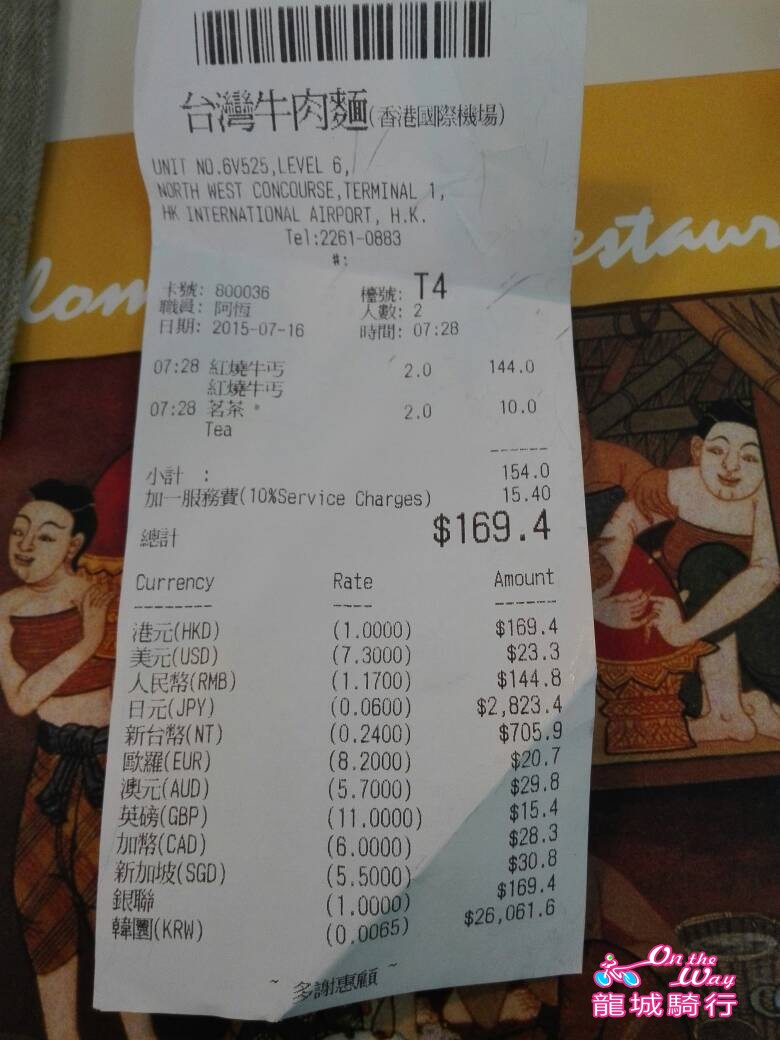 台灣牛肉麵(香港國際機場)
UNIT NO.6V525,LEVEL 6,
NORTH WEST CONCOURSE,TERMINAL 1,
HK INTERNATIONAL AIRPORT, H.K.
Tel:2261-0883
#:
卡號: 800036 檯號: T4
職員: 阿恆 人數: 2
日期: 2015-07-16 時間: 07:28
07:28 紅燒牛丐 2.0 144.0
紅燒牛丐
07:28 茗茶 2.0 10.0
Tea
------
小計 : 154.0
加一服務費(10%Service Charges) 15.40
總計 $169.4
Currency Rate Amount
-------- ---- ------
港元(HKD) (1.0000) $169.4
美元(USD) (7.3000) $23.3
人民幣(RMB) (1.1700) $144.8
日元(JPY) (0.0600) $2,823.4
新台幣(NT) (0.2400) $705.9
歐羅(EUR) (8.2000) $20.7
澳元(AUD) (5.7000) $29.8
英磅(GBP) (11.0000) $15.4
加幣(CAD) (6.0000) $28.3
新加坡(SGD) (5.5000) $30.8
銀聯 (1.0000) $169.4
韓圜(KRW) (0.0065) $26,061.6
~ 多謝惠顧 ~
On the Way
龍城騎行